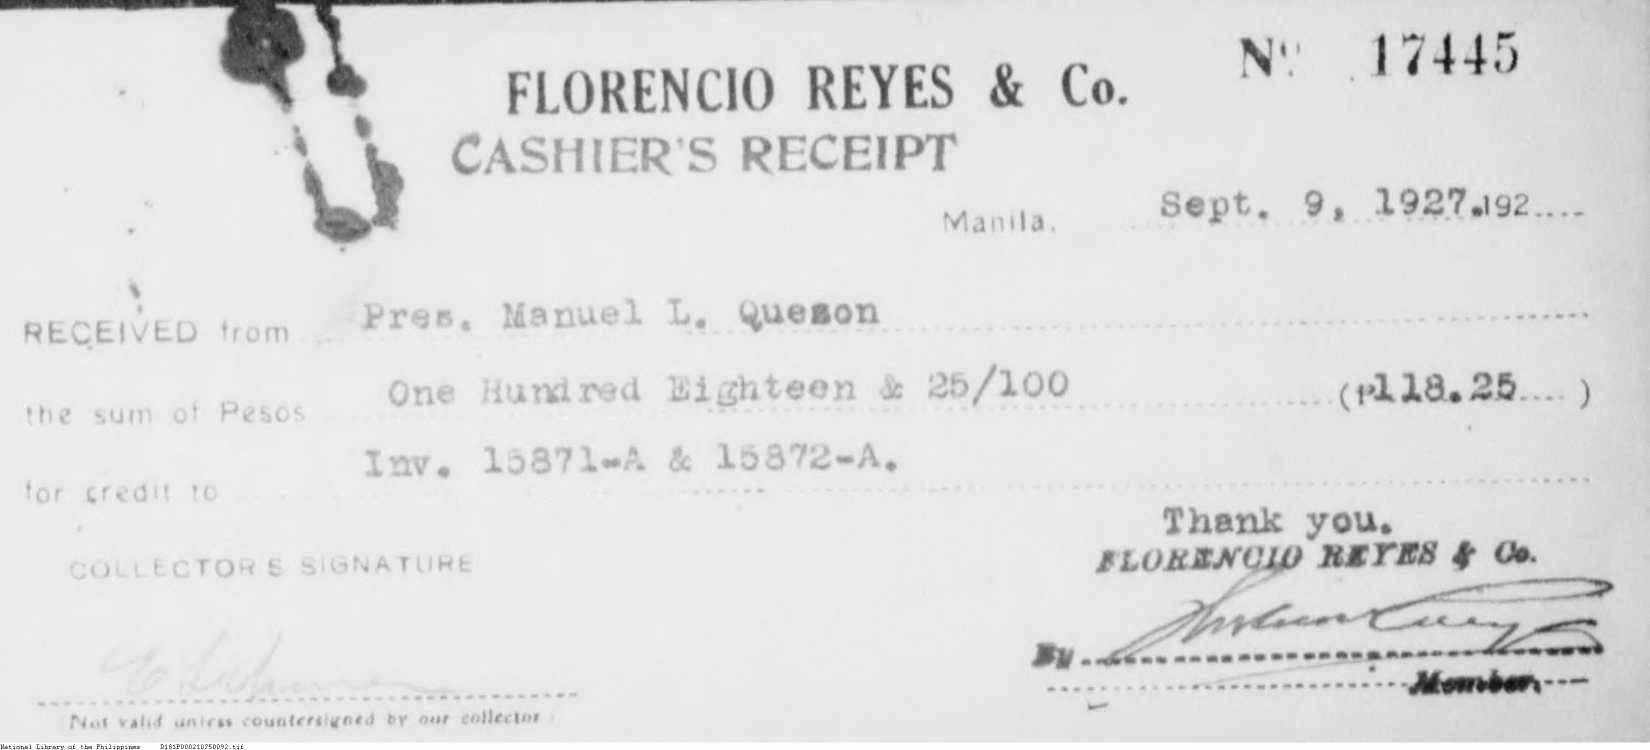 Nº 17445
FLORENCIO REYES & Co.
CASHIER'S RECEIPT
Manila, Sept. 9, 1927. 192....
RECEIVED from Pres. Manuel L. Quezon
the sum of Pesos One Hundred Eighteen & 25/100 (₱118.25.... )
for credit to Inv. 15871-A & 15872-A.
Thank you.
FLORENCIO REYES & Co.
COLLECTOR'S SIGNATURE
By
Member.
Not valid unless countersigned by our collector
National Library of the Philippines D181P000210750092.tif